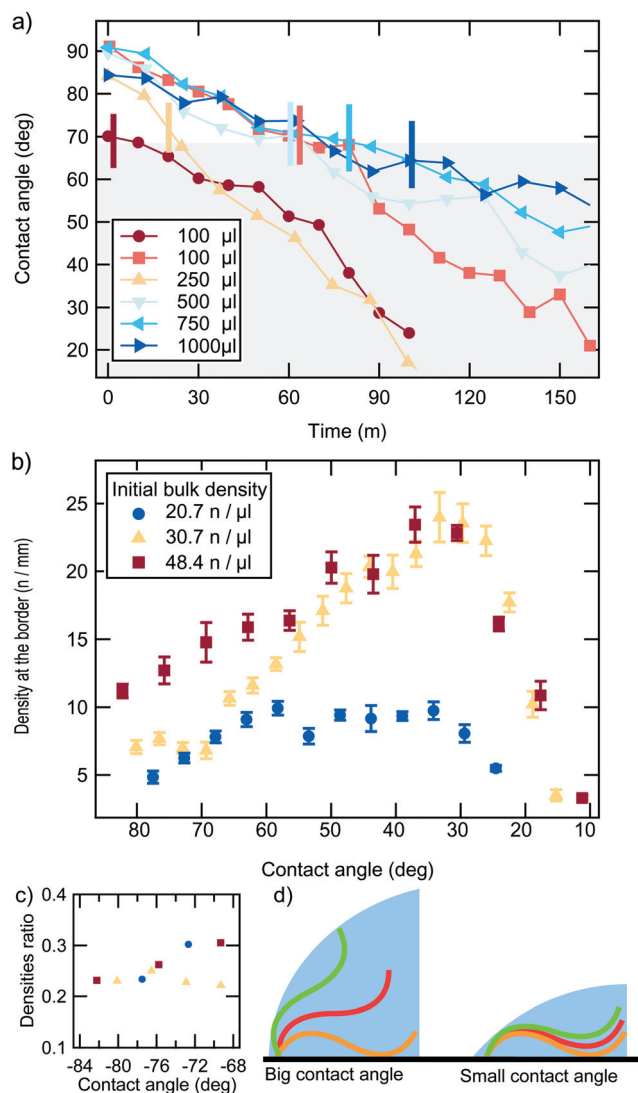 a)
90
80
70
60
50
40
30
20
Contact angle (deg)
100 µl
100 µl
250 µl
500 µl
750 µl
1000µl
0 30 60 90 120 150
Time (m)
b)
25
20
15
10
5
Density at the border (n / mm)
Initial bulk density
20.7 n / µl
30.7 n / µl
48.4 n / µl
80 70 60 50 40 30 20 10
Contact angle (deg)
c)
0.4
0.3
0.2
0.1
Densities ratio
-84 -80 -76 -72 -68
Contact angle (deg)
d)
Big contact angle
Small contact angle